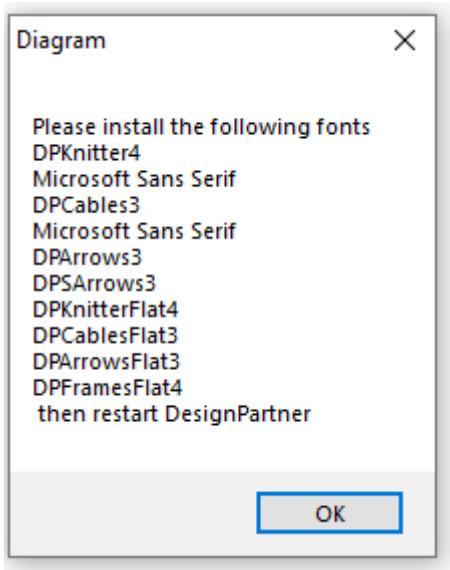 Diagram
Please install the following fonts
DPKnitter4
Microsoft Sans Serif
DPCables3
Microsoft Sans Serif
DPArrows3
DPSArrows3
DPKnitterFlat4
DPCablesFlat3
DPArrowsFlat3
DPFramesFlat4
then restart DesignPartner
OK